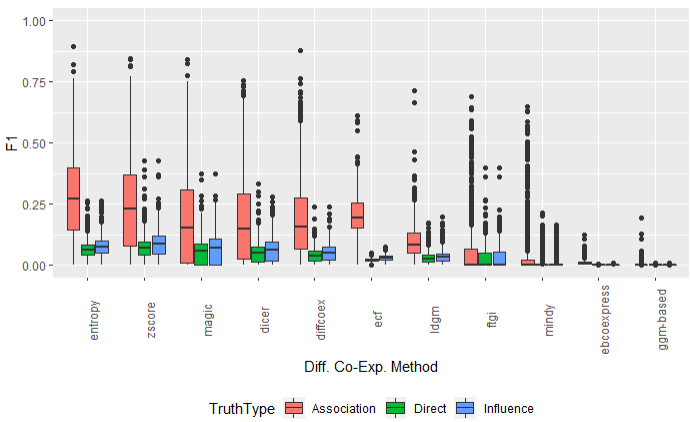 1.00
0.75
0.50
0.25
0.00
F1
entropy
zscore
magic
dicer
diffcoex
ecf
ldgm
ftgi
mindy
ebcoexpress
ggm-based
Diff. Co-Exp. Method
TruthType Association Direct Influence